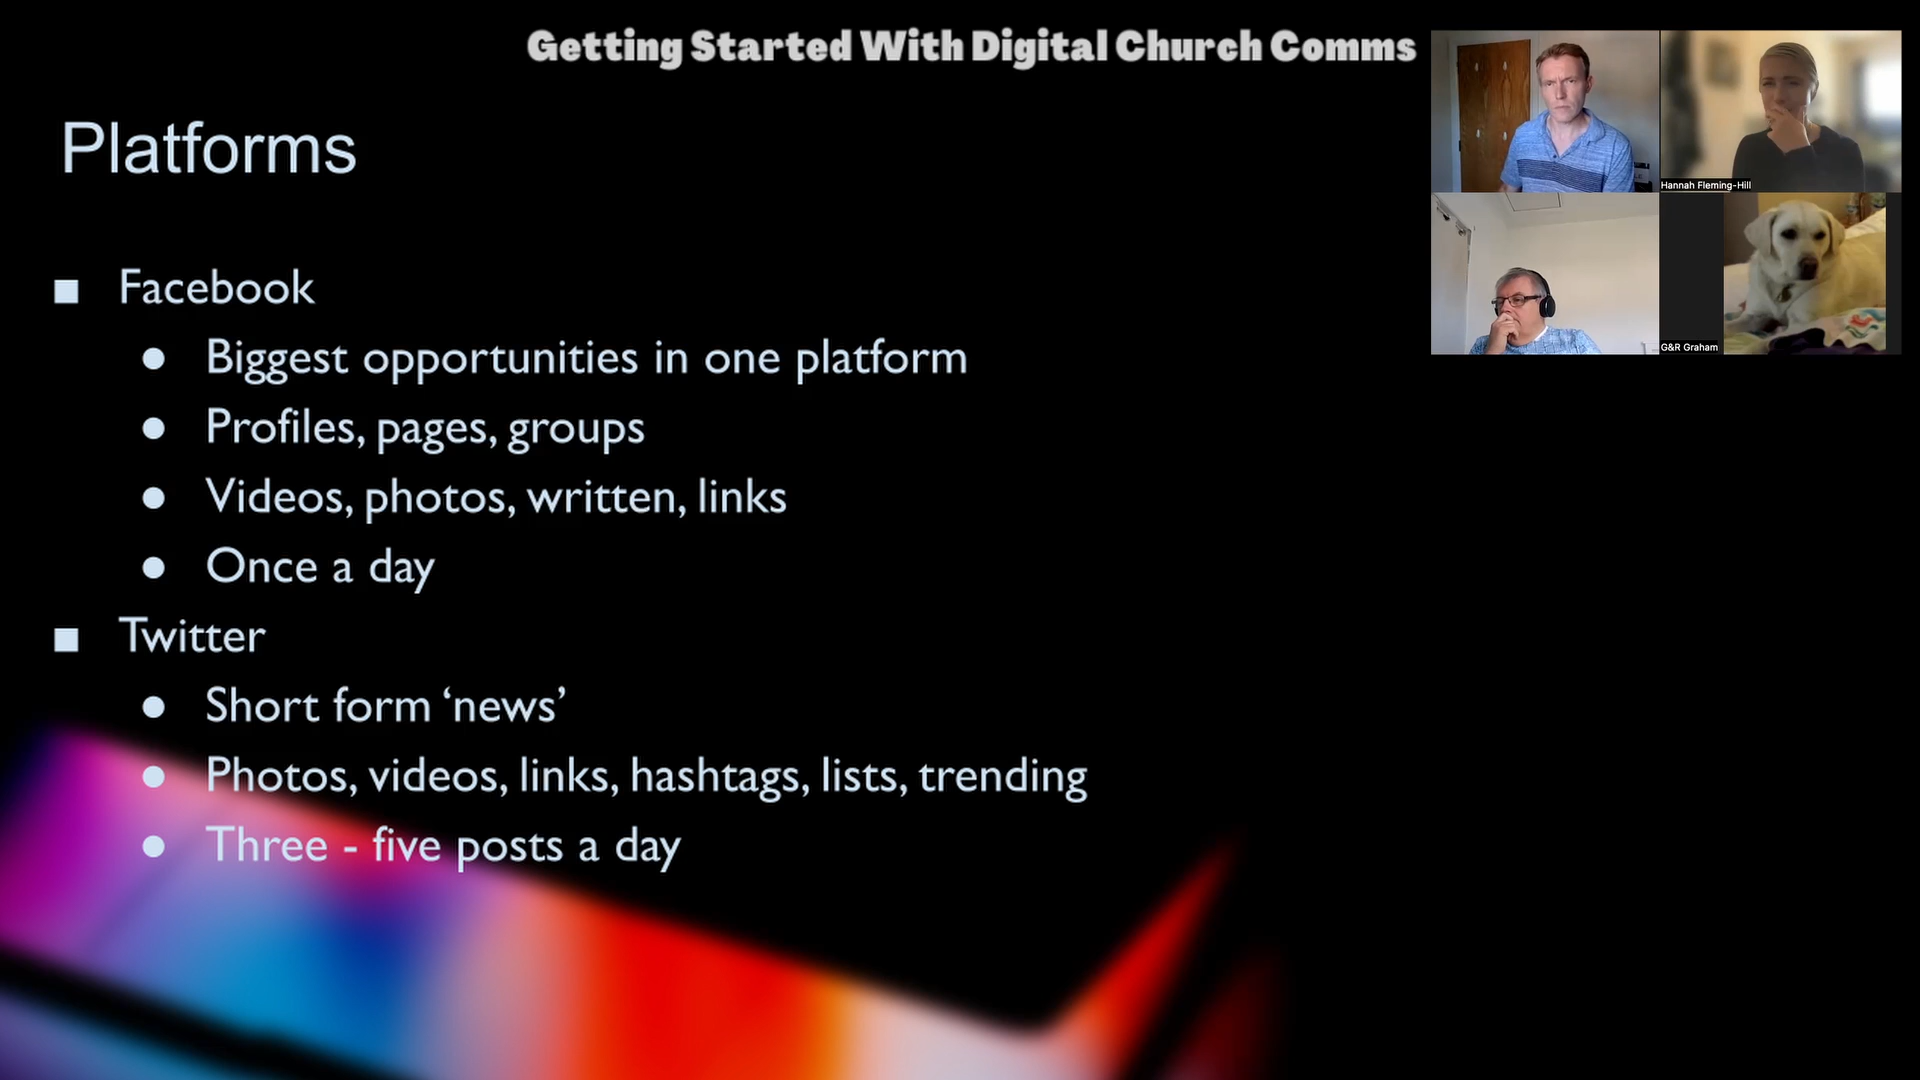 Getting Started With Digital Church Comms
Platforms
Facebook
Biggest opportunities in one platform
Profiles, pages, groups
Videos, photos, written, links
Once a day
Twitter
Short form ‘news’
Photos, videos, links, hashtags, lists, trending
Three - five posts a day
Hannah Fleming-Hill
G&R Graham